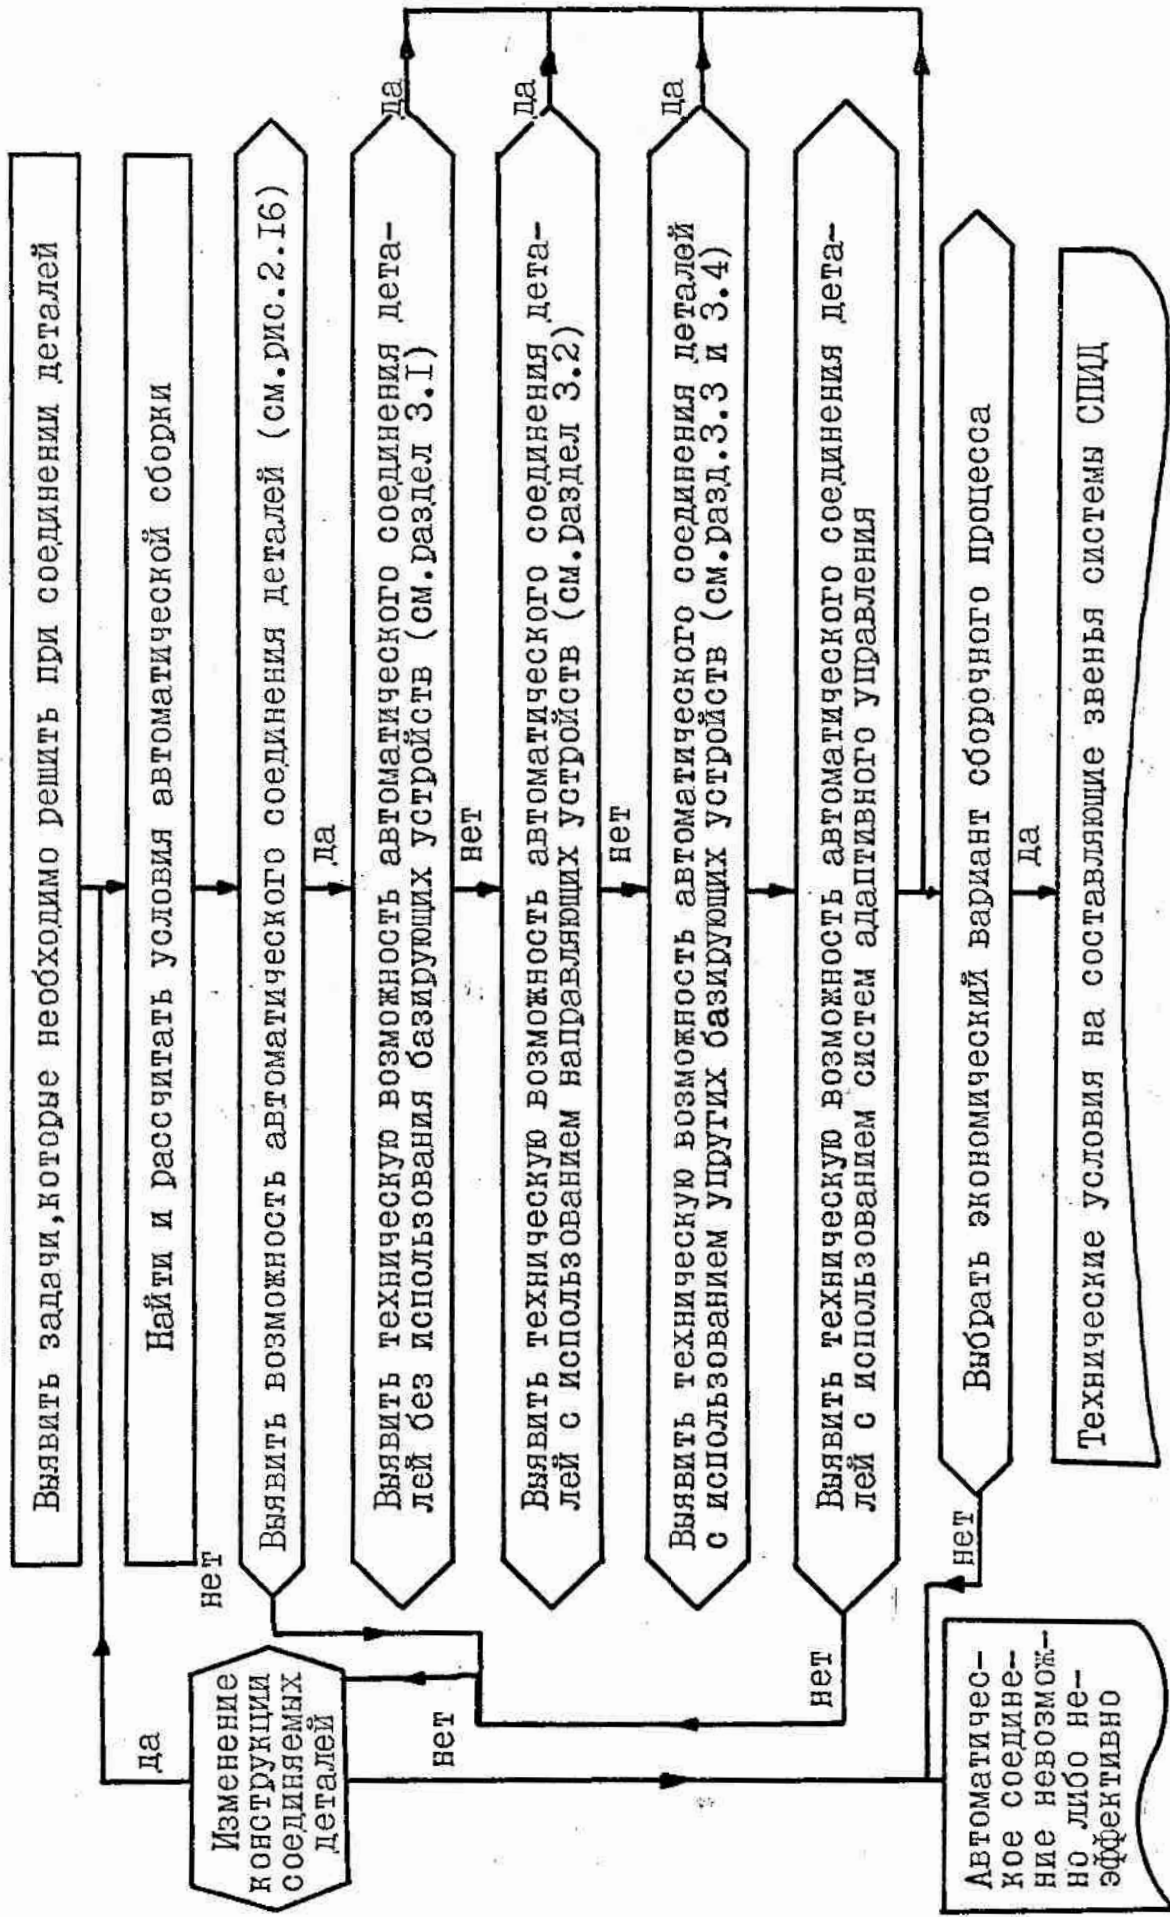 Выявить задачи,которые необходимо решить при соединении деталей
Найти и рассчитать условия автоматической сборки
нет
Выявить возможность автоматического соединения деталей (см.рис.2.I6)
да
Изменение
конструкции
соединяемых
деталей
да
нет
Выявить техническую возможность автоматического соединения дета-
лей без использования базирующих устройств (см.раздел 3.I)
да
нет
Выявить техническую возможность автоматического соединения дета-
лей с использованием направляющих устройств (см.раздел 3.2)
да
нет
Выявить техническую возможность автоматического соединения деталей
с использованием упругих базирующих устройств (см.разд.3.3 и 3.4)
да
Выявить техническую возможность автоматического соединения дета-
лей с использованием систем адаптивного управления
нет
Выбрать экономический вариант сборочного процесса
нет
да
Автоматичес-
кое соедине-
ние невозмож-
но либо не-
эффективно
Технические условия на составляющие звенья системы СПИД